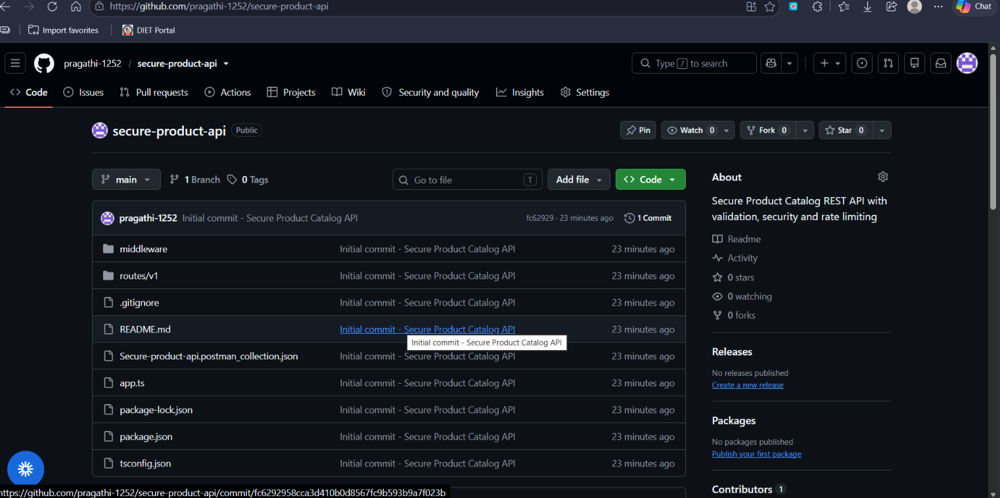 https://github.com/pragathi-1252/secure-product-api
Chat
Import favorites
DIET Portal
pragathi-1252 / secure-product-api
Type / to search
Code Issues Pull requests Actions Projects Wiki Security and quality Insights Settings
secure-product-api Public
Pin Watch 0 Fork 0 Star 0
main 1 Branch 0 Tags Go to file T Add file Code
pragathi-1252 Initial commit - Secure Product Catalog API fc62929 · 23 minutes ago 1 Commit
middleware Initial commit - Secure Product Catalog API 23 minutes ago
routes/v1 Initial commit - Secure Product Catalog API 23 minutes ago
.gitignore Initial commit - Secure Product Catalog API 23 minutes ago
README.md Initial commit - Secure Product Catalog API 23 minutes ago
Initial commit - Secure Product Catalog API
Secure-product-api.postman_collection.json Initial commit - Secure Product Catalog API 23 minutes ago
app.ts Initial commit - Secure Product Catalog API 23 minutes ago
package-lock.json Initial commit - Secure Product Catalog API 23 minutes ago
package.json Initial commit - Secure Product Catalog API 23 minutes ago
tsconfig.json Initial commit - Secure Product Catalog API 23 minutes ago
About
Secure Product Catalog REST API with
validation, security and rate limiting
Readme
Activity
0 stars
0 watching
0 forks
Releases
No releases published
Create a new release
Packages
No packages published
Publish your first package
Contributors 1
https://github.com/pragathi-1252/secure-product-api/commit/fc6292958cca3d410b0d8567fc9b593b9a7f023b